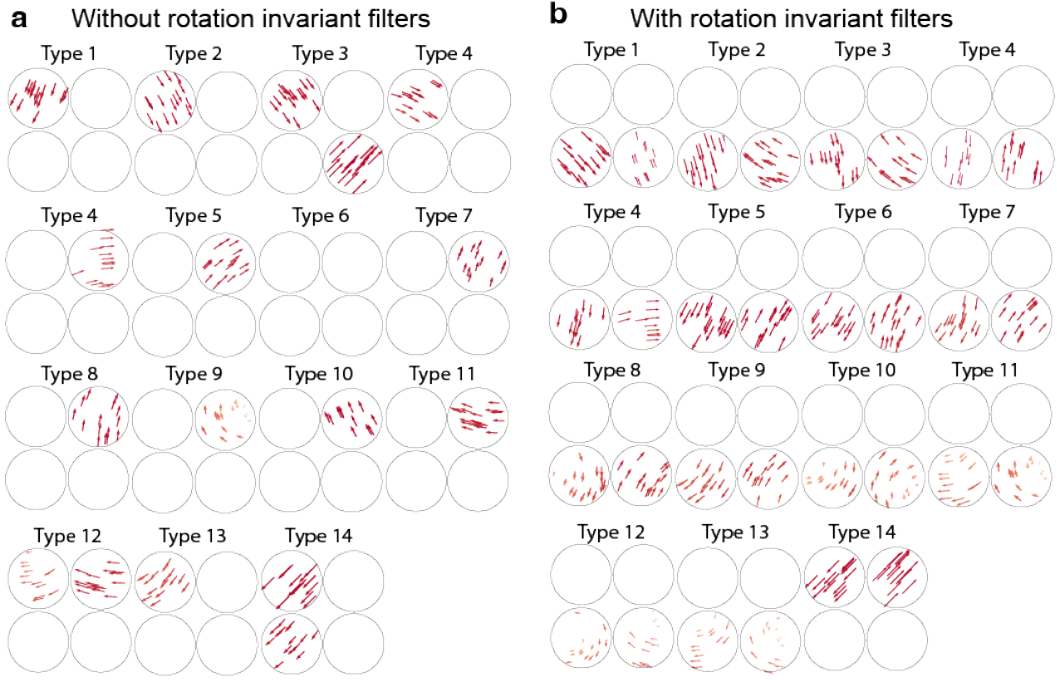 a Without rotation invariant filters
Type 1 Type 2 Type 3 Type 4
Type 4 Type 5 Type 6 Type 7
Type 8 Type 9 Type 10 Type 11
Type 12 Type 13 Type 14
b With rotation invariant filters
Type 1 Type 2 Type 3 Type 4
Type 4 Type 5 Type 6 Type 7
Type 8 Type 9 Type 10 Type 11
Type 12 Type 13 Type 14